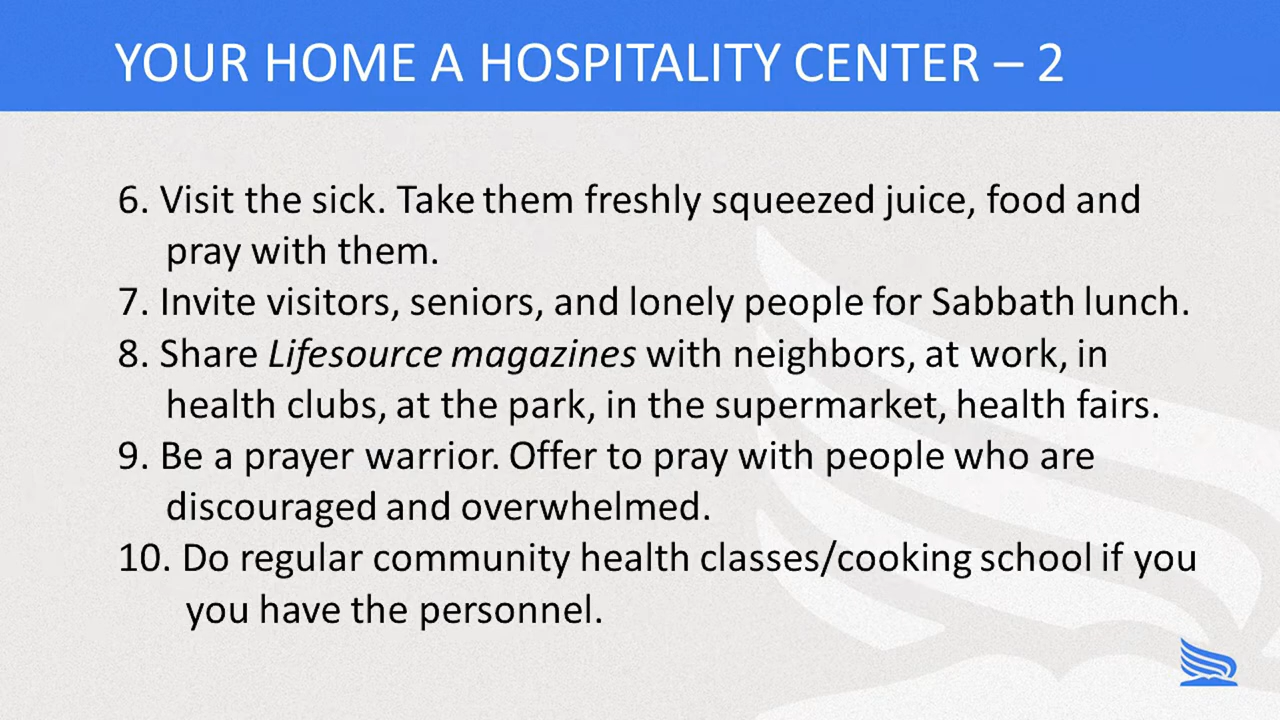 YOUR HOME A HOSPITALITY CENTER – 2
6. Visit the sick. Take them freshly squeezed juice, food and
pray with them.
7. Invite visitors, seniors, and lonely people for Sabbath lunch.
8. Share Lifesource magazines with neighbors, at work, in
health clubs, at the park, in the supermarket, health fairs.
9. Be a prayer warrior. Offer to pray with people who are
discouraged and overwhelmed.
10. Do regular community health classes/cooking school if you
you have the personnel.